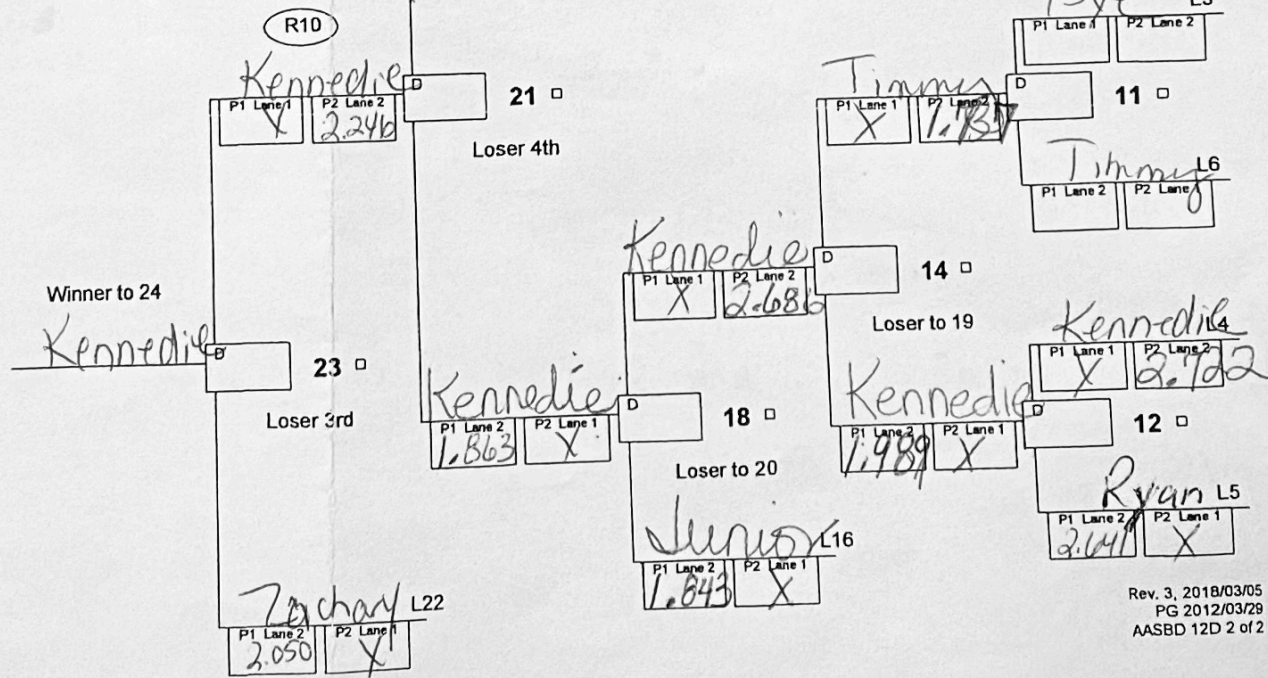 L5
P1 Lane 1 P2 Lane 2
R10
Kennedie
D
P1 Lane 1 P2 Lane 2
X 2.246
21
Loser 4th
Timmy
D
P1 Lane 1 P2 Lane 2
X
11
Timmy L6
P1 Lane 2 P2 Lane
Kennedie
D
P1 Lane 1 P2 Lane 2
X 2.686
14
Loser to 19
Winner to 24
Kennedie
D
23
Loser 3rd
Kennedie
L4
P1 Lane 1 P2 Lane 2
X 2.722
Kennedie
D
P1 Lane 2 P2 Lane 1
1.863 X
18
Loser to 20
Kennedie
D
P1 Lane 2 P2 Lane 1
1.989 X
12
Ryan L5
P1 Lane 2 P2 Lane 1
2.641 X
Junior L16
P1 Lane 2 P2 Lane 1
1.843 X
Zachary L22
P1 Lane 2 P2 Lane 1
2.050 X
Rev. 3, 2018/03/05
PG 2012/03/29
AASBD 12D 2 of 2